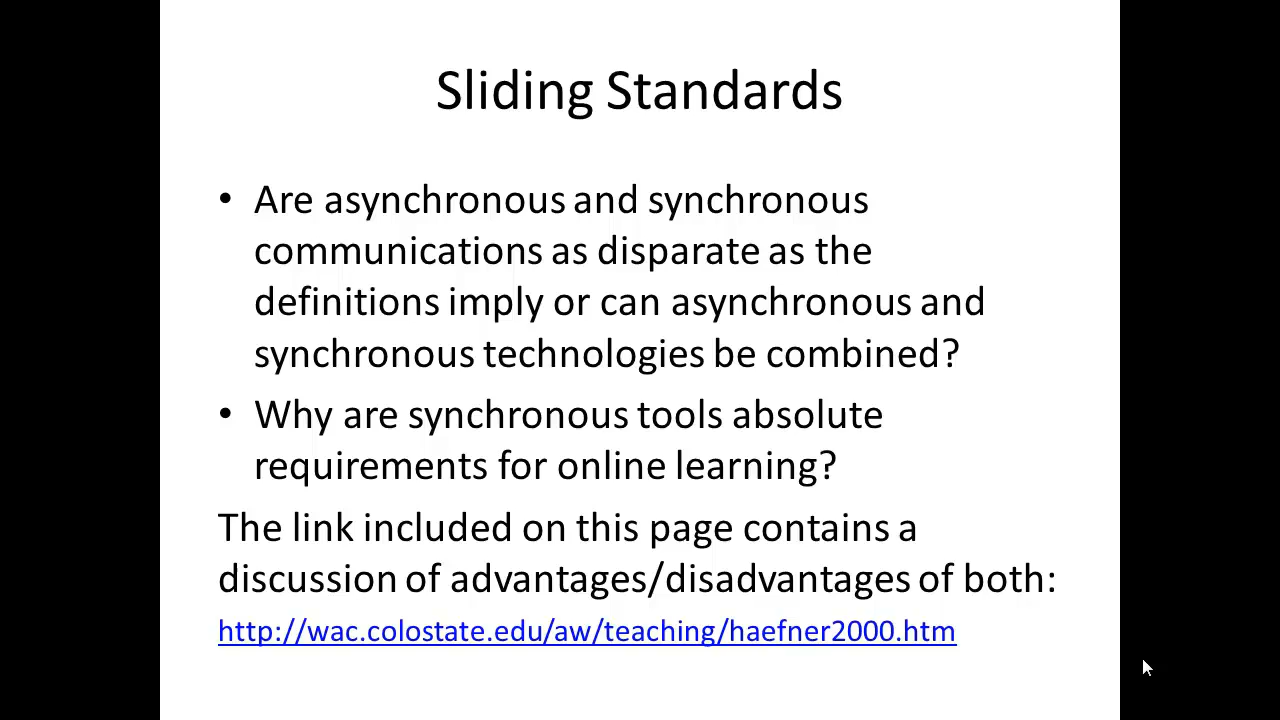 Sliding Standards
• Are asynchronous and synchronous
communications as disparate as the
definitions imply or can asynchronous and
synchronous technologies be combined?
• Why are synchronous tools absolute
requirements for online learning?
The link included on this page contains a
discussion of advantages/disadvantages of both:
http://wac.colostate.edu/aw/teaching/haefner2000.htm